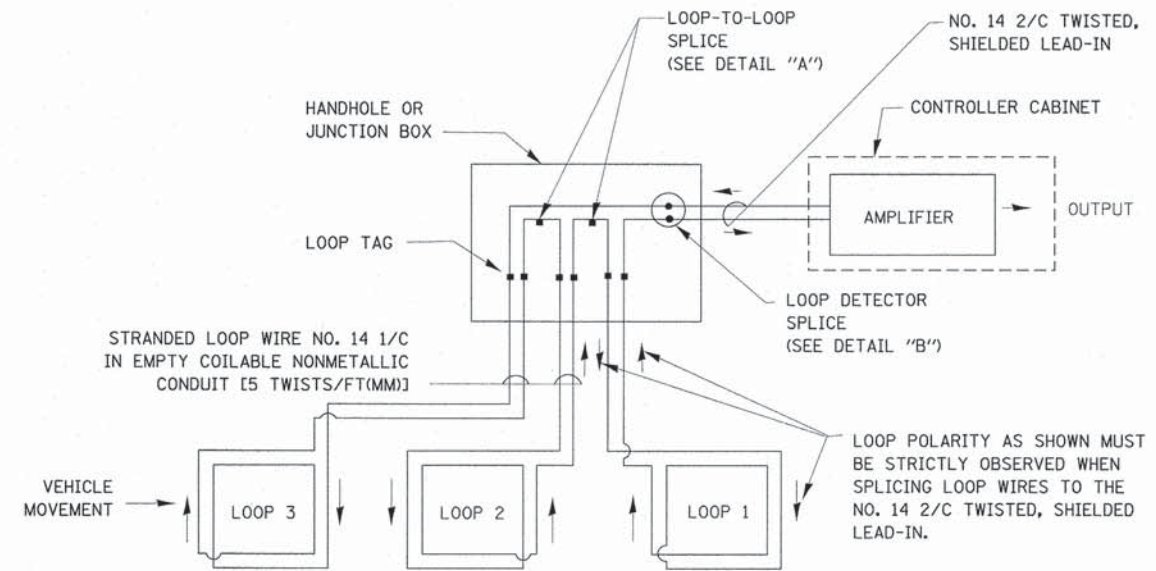 LOOP-TO-LOOP
SPLICE
(SEE DETAIL "A")
NO. 14 2/C TWISTED,
SHIELDED LEAD-IN
HANDHOLE OR
JUNCTION BOX
CONTROLLER CABINET
AMPLIFIER
OUTPUT
LOOP TAG
LOOP DETECTOR
SPLICE
(SEE DETAIL "B")
STRANDED LOOP WIRE NO. 14 1/C
IN EMPTY COILABLE NONMETALLIC
CONDUIT [5 TWISTS/FT(MM)]
LOOP POLARITY AS SHOWN MUST
BE STRICTLY OBSERVED WHEN
SPLICING LOOP WIRES TO THE
NO. 14 2/C TWISTED, SHIELDED
LEAD-IN.
VEHICLE
MOVEMENT
LOOP 3
LOOP 2
LOOP 1